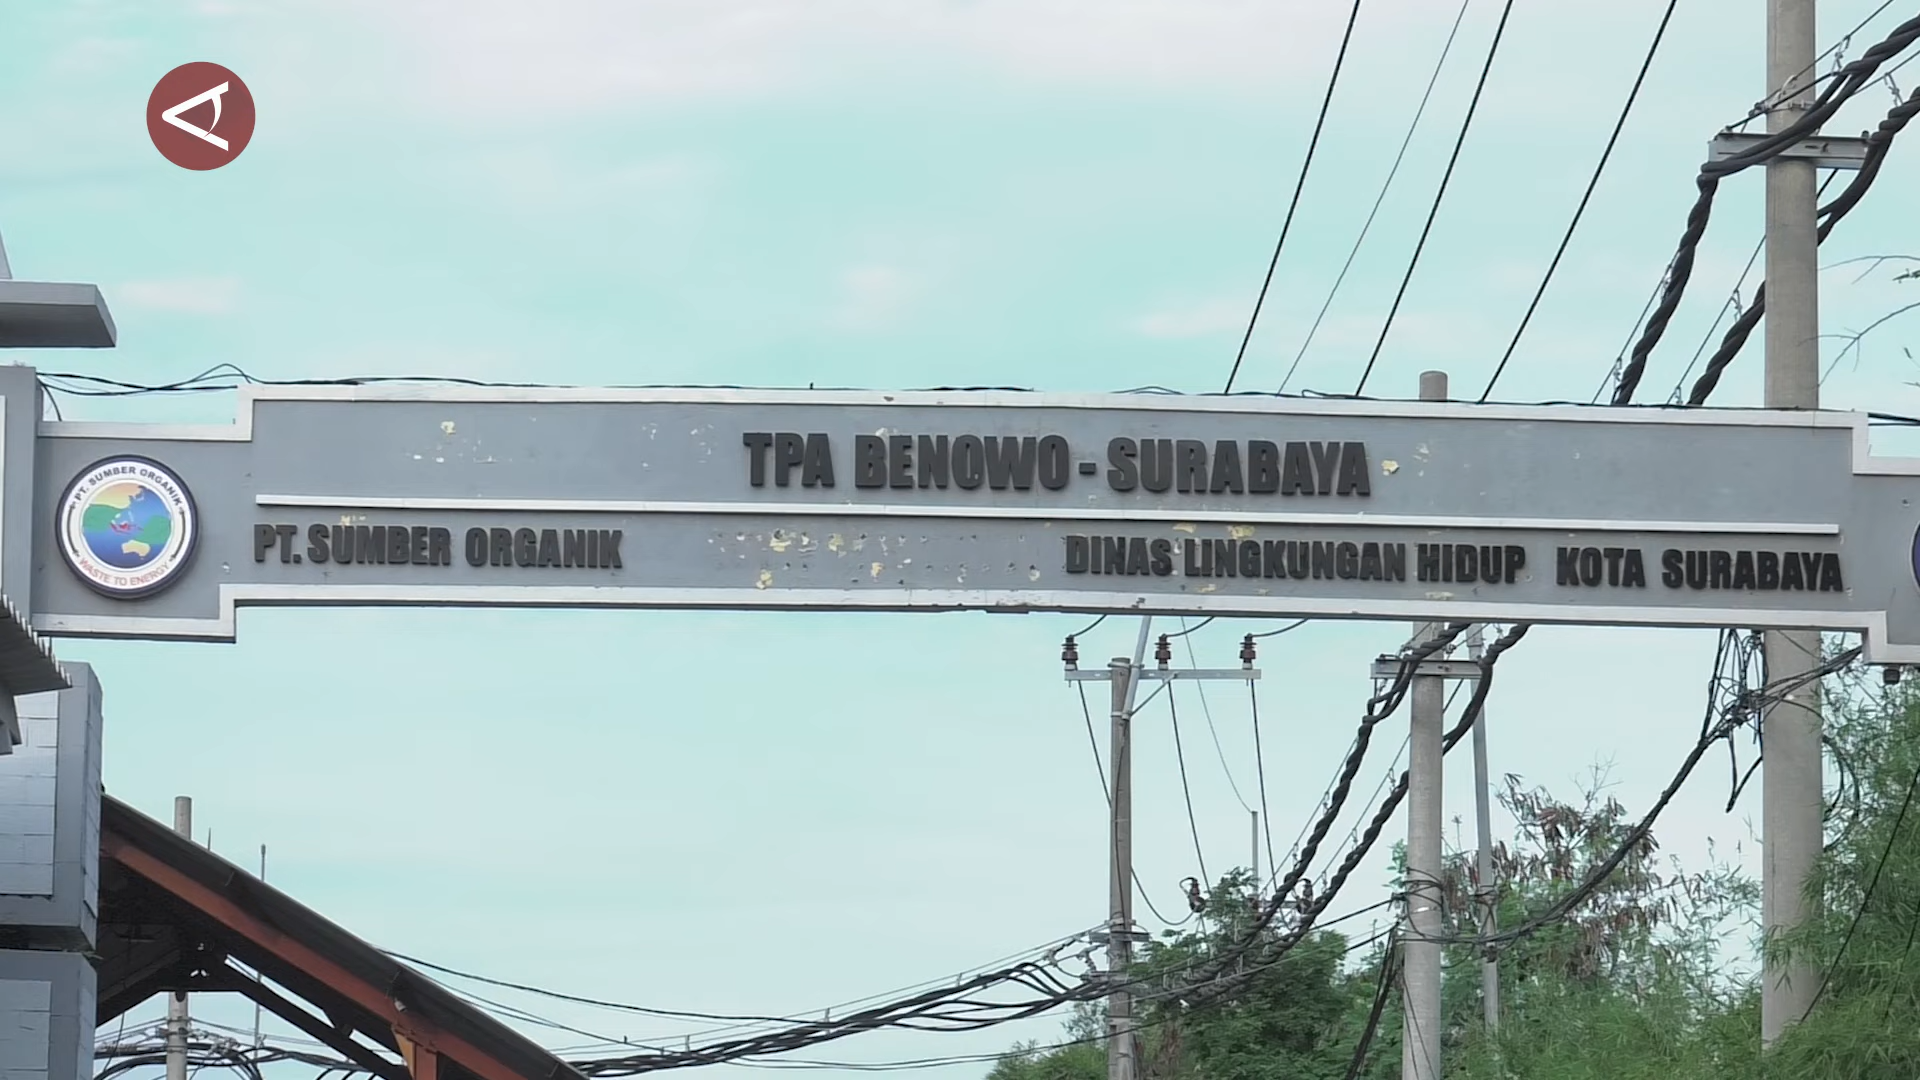 TPA BENOWO - SURABAYA
PT. SUMBER ORGANIK
WASTE TO ENERGY
PT. SUMBER ORGANIK
DINAS LINGKUNGAN HIDUP KOTA SURABAYA